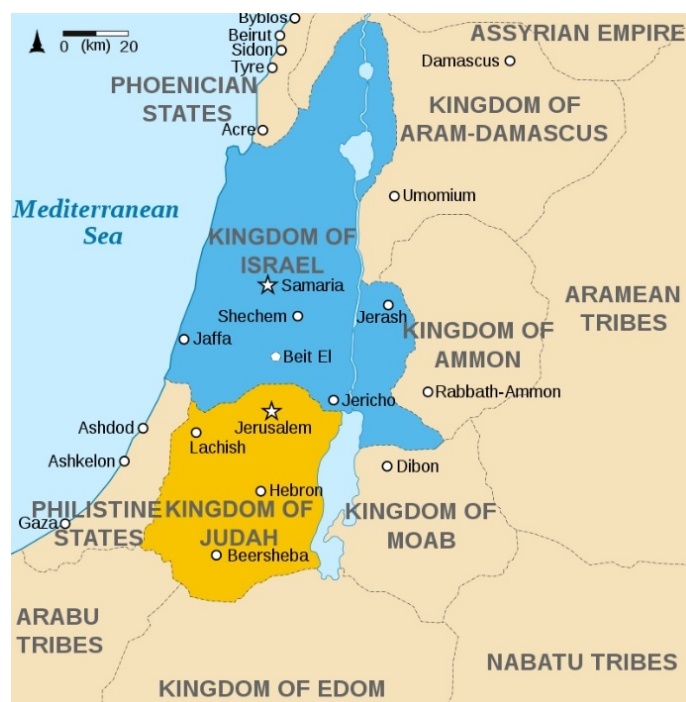 Byblos
Beirut
Sidon
Tyre
0 (km) 20
PHOENICIAN
STATES
Acre
ASSYRIAN EMPIRE
Damascus
KINGDOM OF
ARAM-DAMASCUS
Umomium
Mediterranean
Sea
KINGDOM OF
ISRAEL
Samaria
Shechem
Jaffa
Beit El
Jerash
KINGDOM OF
AMMON
ARAMEAN
TRIBES
Rabbath-Ammon
Jericho
Jerusalem
Lachish
Ashdod
Ashkelon
Gaza
PHILISTINE
STATES
Hebron
KINGDOM OF
JUDAH
Beersheba
Dibon
KINGDOM OF
MOAB
ARABU
TRIBES
KINGDOM OF EDOM
NABATU TRIBES